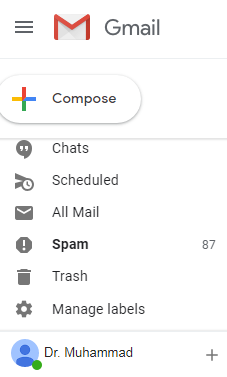 Gmail
Compose
Chats
Scheduled
All Mail
Spam 87
Trash
Manage labels
Dr. Muhammad